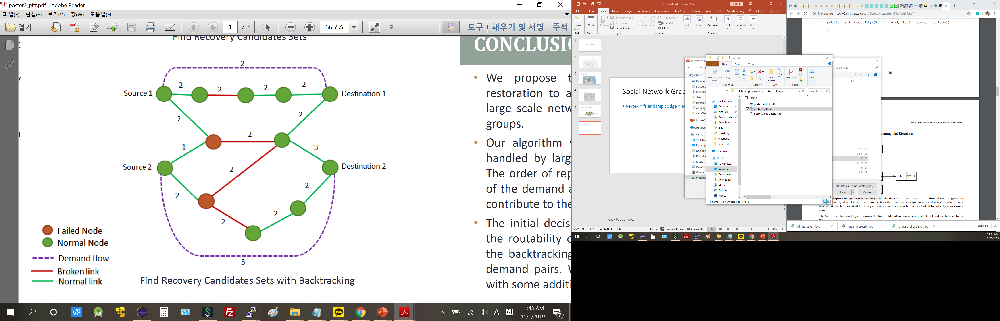 poster2_pitt.pdf - Adobe Reader
파일(F) 편집(E) 보기(V) 창(W) 도움말(H)
열기
1 / 1
66.7%
도구 채우기 및 서명 주석
Find Recovery Candidates Sets
2
2
2
2
2
Source 1
Destination 1
2
2
2
1
3
Source 2
Destination 2
2
2
2
2
2
3
Failed Node
Normal Node
Demand flow
Broken link
Normal link
Find Recovery Candidates Sets with Backtracking
CONCLUSI
• We propose t
restoration to a
large scale netw
groups.
• Our algorithm
handled by larg
The order of rep
of the demand a
contribute to the
• The initial decisi
the routability o
the backtracking
demand pairs.
with some additi
11:43 AM
11/1/2019
7
Presentation1 - PowerPoint
Sign in
File Home Insert Draw Design Transitions Animations Slide Show Review View Help Storyboarding Tell me Share
New Slide
Slides
Table
Tables
Pictures
Online Pictures
Screenshot
Photo Album
Images
Shapes
Icons
3D Models
SmartArt
Chart
Illustrations
Add-ins
Links
Comment
Comments
Text
Symbols
Media
1
2
3
4
5
6
Social Network Grap
• Vertex = friendship ; Edge = e
Click to add notes
Slide 6 of 6
English (United States)
Notes
Display Settings
Comments
60%
Insert Picture
Organize
Pictures
Docume
Downloa
data
smartcity
webpage
wekaTes
Microsoft
OneDrive
This PC
3D Obje
Desktop
Docume
Downloa
Music
Pictures
Videos
Window
15poster
File Home Share View
Pin to Quick access
Copy
Paste
Clipboard
Organize
New folder
New
Properties
Open
Select
Lily greencard 자료 15poster
Search 15...
Quick access
Desktop
Pictures
Documents
Downloads
data
smartcity
webpage
wekaTest
OneDrive
This PC
3D Objects
Desktop
Documents
Downloads
Music
Pictures
Videos
Name
poster1-DTRA.pdf
poster2_pitt.pdf
poster2_pitt_agenda.pdf
3 items 1 item selected 746 KB
Search Lily
Size
105 KB
2,571 KB
10 KB
2,178 KB
438 KB
512 KB
All Pictures (*.emf;*.wmf;*.jpg;*.j
Insert
Cancel
Not secure | www0.cs.ucl.ac.uk/staff/Daniel.Alexander/D0b/alg07.pdf
public void insertEdge(String pred, String succ, int label) {
…
}
104
D0b Algorithmics: Data Structures and Data Types
acency List Structure
b null
mplify the general adjacency list data structure if we have information about the graph in
Firstly, if we know how many vertices there are, we can use an array of vertices rather than a
linked list. Each element of the array contains a vertex and references a linked list of edges, as shown
above.
The Vertex class no longer requires the link field and so consists of just a label and a reference to an
Edge object.
AirlineSystem.java
linear_regression.py
Linear and Logistic....py
Show all
11:43 AM
11/1/2019